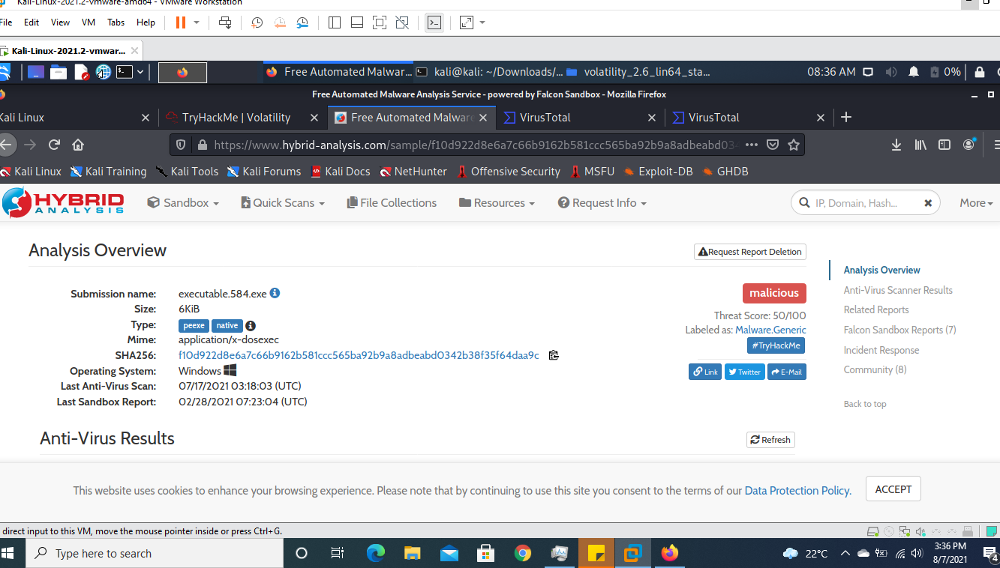 Kali-Linux-2021.2-vmware-amd64 - VMware Workstation
File Edit View VM Tabs Help
Kali-Linux-2021.2-vmwar...
Free Automated Malwar... kali@kali: ~/Downloads/... volatility_2.6_lin64_sta... 08:36 AM 0%
Free Automated Malware Analysis Service - powered by Falcon Sandbox - Mozilla Firefox
Kali Linux TryHackMe | Volatility Free Automated Malware VirusTotal VirusTotal
https://www.hybrid-analysis.com/sample/f10d922d8e6a7c66b9162b581ccc565ba92b9a8adbeabd034
Kali Linux Kali Training Kali Tools Kali Forums Kali Docs NetHunter Offensive Security MSFU Exploit-DB GHDB
HYBRID
ANALYSIS
Sandbox Quick Scans File Collections Resources Request Info IP, Domain, Hash... More
Analysis Overview
Request Report Deletion
Submission name: executable.584.exe
Size: 6KiB
Type: peexe native
Mime: application/x-dosexec
SHA256: f10d922d8e6a7c66b9162b581ccc565ba92b9a8adbeabd0342b38f35f64daa9c
Operating System: Windows
Last Anti-Virus Scan: 07/17/2021 03:18:03 (UTC)
Last Sandbox Report: 02/28/2021 07:23:04 (UTC)
malicious
Threat Score: 50/100
Labeled as: Malware.Generic
#TryHackMe
Link Twitter E-Mail
Analysis Overview
Anti-Virus Scanner Results
Related Reports
Falcon Sandbox Reports (7)
Incident Response
Community (8)
Back to top
Anti-Virus Results
Refresh
This website uses cookies to enhance your browsing experience. Please note that by continuing to use this site you consent to the terms of our Data Protection Policy. ACCEPT
direct input to this VM, move the mouse pointer inside or press Ctrl+G.
Type here to search
22°C
3:36 PM
8/7/2021
4